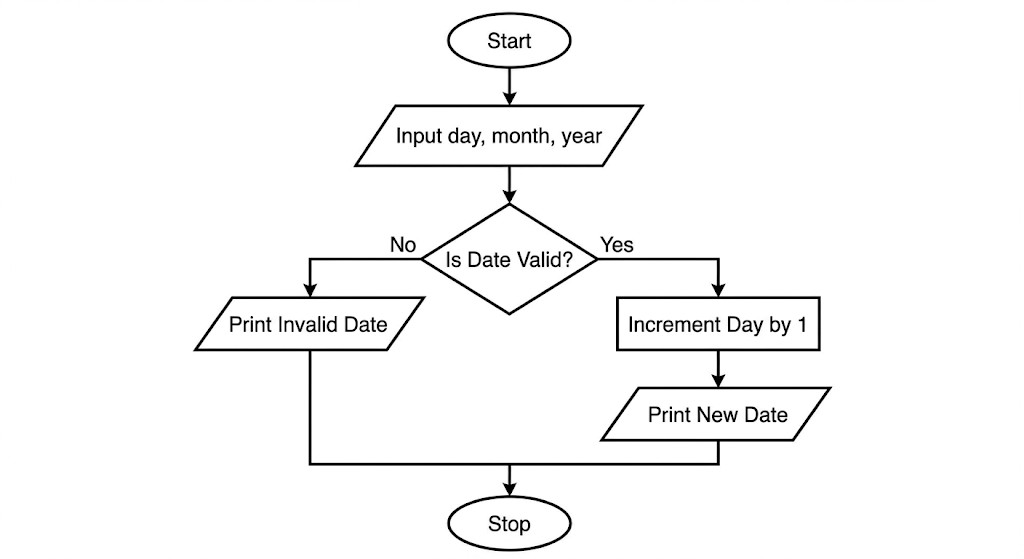 Start
Input day, month, year
Is Date Valid?
No
Yes
Print Invalid Date
Increment Day by 1
Print New Date
Stop